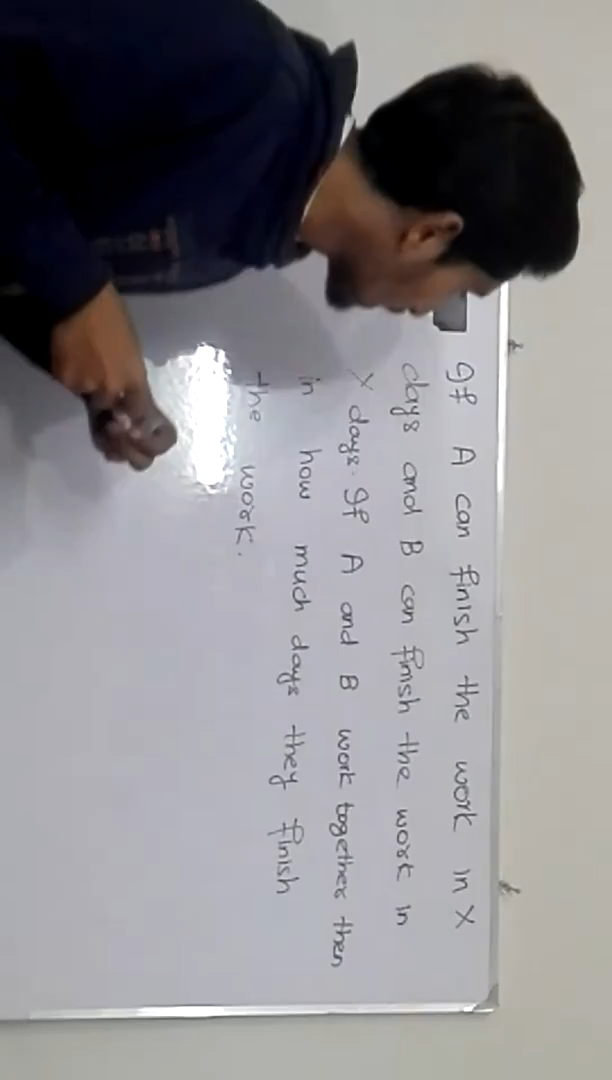 If A can finish the work in X
days and B can finish the work in
Y days. If A and B work together then
in how much days they finish
the work.